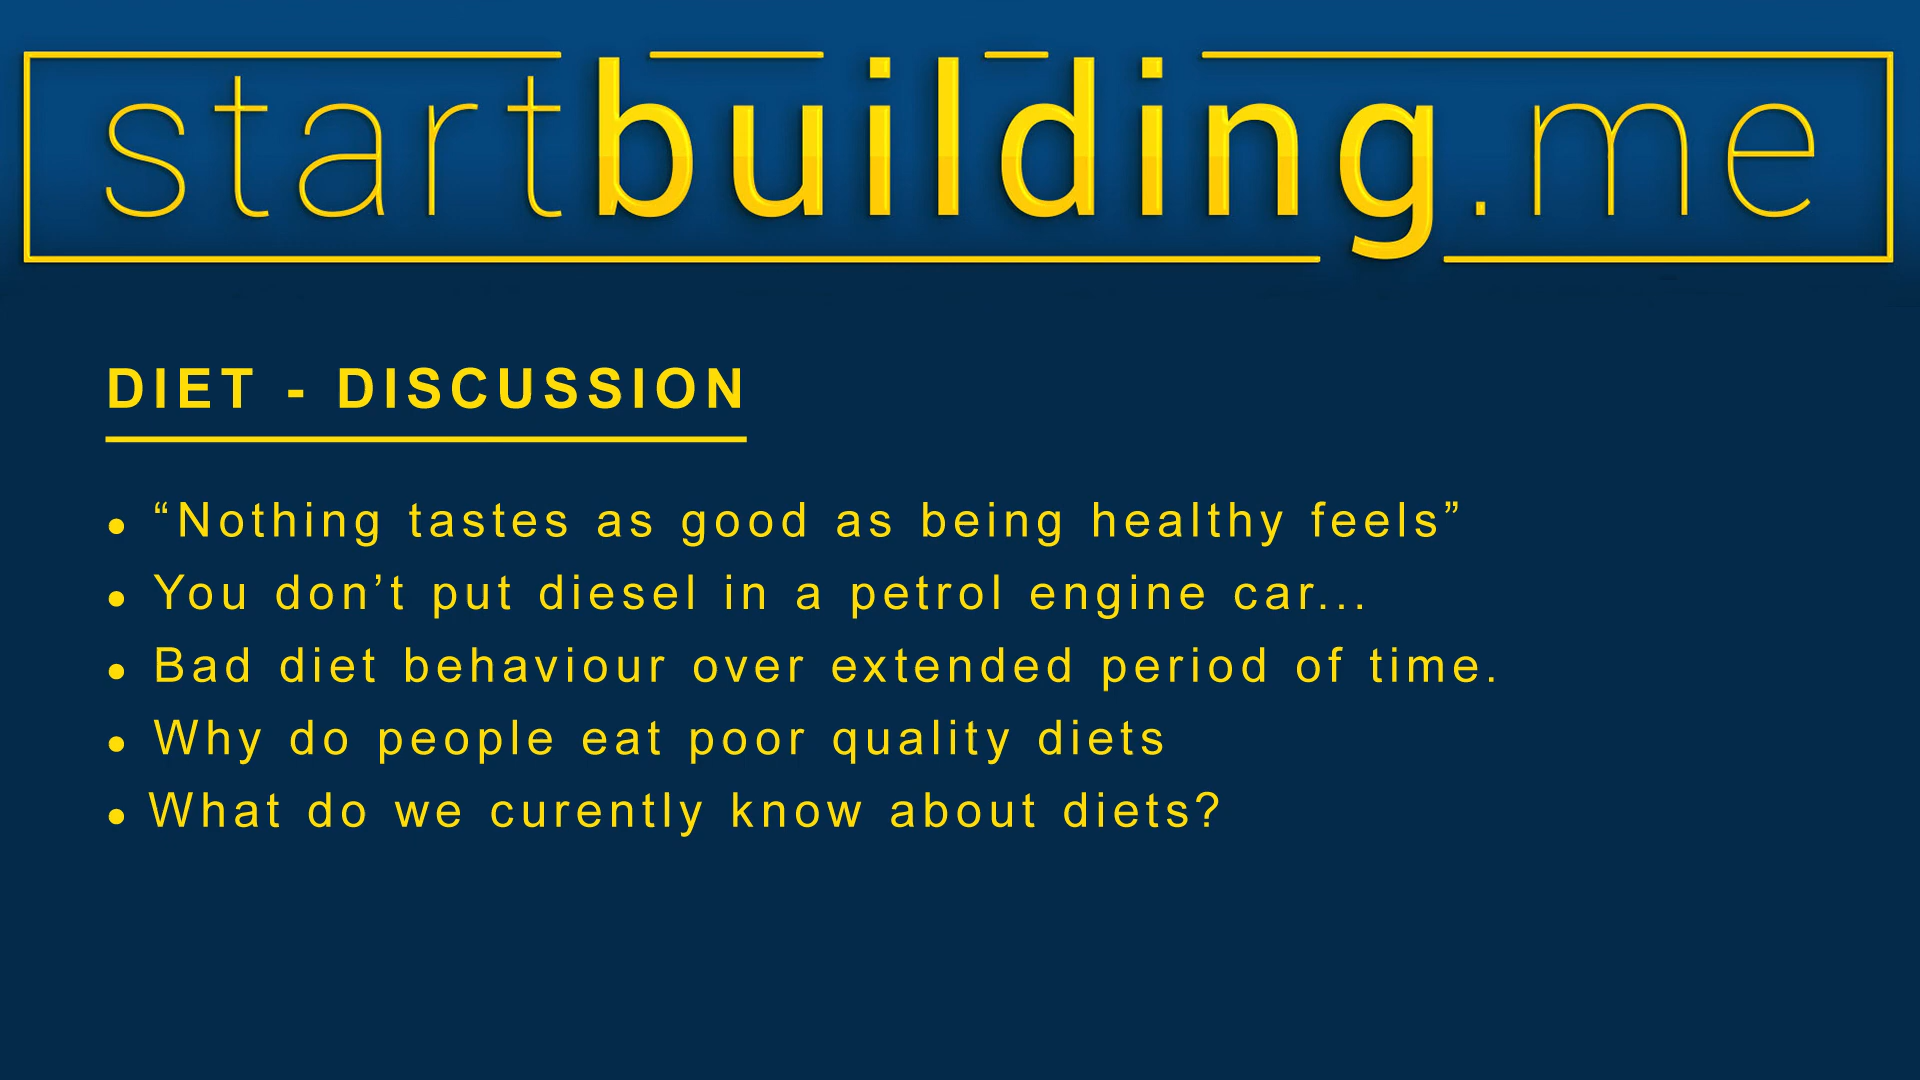 startbuilding.me
DIET - DISCUSSION
• “Nothing tastes as good as being healthy feels”
• You don’t put diesel in a petrol engine car...
• Bad diet behaviour over extended period of time.
• Why do people eat poor quality diets
• What do we curently know about diets?